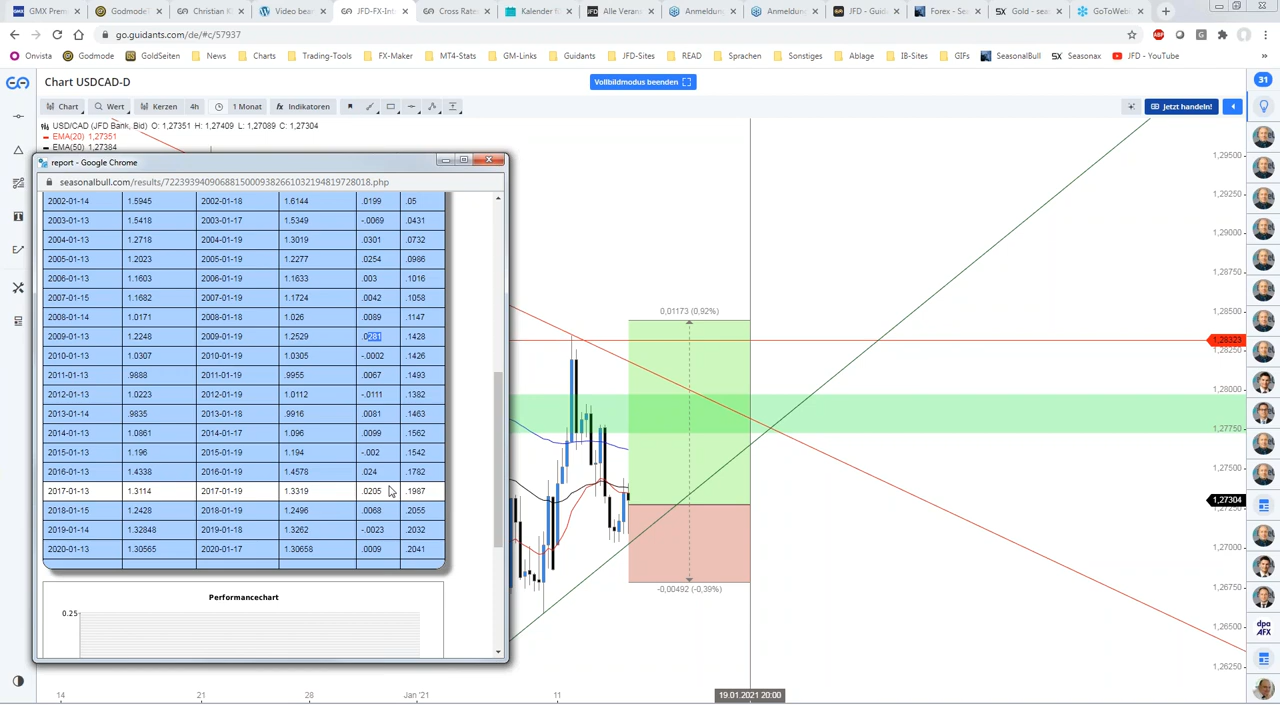 GMX Prem
GodmodeT
Christian K
Video bear
JFD-FX-Int
Cross Rate
Kalender fü
Alle Veran
Anmeldung
Anmeldung
JFD - Guida
Forex - Sea
Gold - see
GoToWebi
go.guidants.com/de/#c/57937
Onvista
Godmode
GoldSeiten
News
Charts
Trading-Tools
FX-Maker
MT4-Stats
GM-Links
Guidants
JFD-Sites
READ
Sprachen
Sonstiges
Ablage
IB-Sites
GIFs
SeasonalBull
Seasonax
JFD - YouTube
Chart USDCAD-D
Vollbildmodus beenden
31
Chart
Wert
Kerzen
4h
1 Monat
Indikatoren
Jetzt handeln!
USD/CAD (JFD Bank, Bid) O: 1,27351 H: 1,27409 L: 1,27089 C: 1,27304
EMA(20) 1,27351
EMA(50) 1,27384
report - Google Chrome
seasonalbull.com/results/72239394090688150009382661032194819728018.php
2002-01-14 1.5945 2002-01-18 1.6144 .0199 .05
2003-01-13 1.5418 2003-01-17 1.5349 -.0069 .0431
2004-01-13 1.2718 2004-01-19 1.3019 .0301 .0732
2005-01-13 1.2023 2005-01-19 1.2277 .0254 .0986
2006-01-13 1.1603 2006-01-19 1.1633 .003 .1016
2007-01-15 1.1682 2007-01-19 1.1724 .0042 .1058
2008-01-14 1.0171 2008-01-18 1.026 .0089 .1147
2009-01-13 1.2248 2009-01-19 1.2529 .0281 .1428
2010-01-13 1.0307 2010-01-19 1.0305 -.0002 .1426
2011-01-13 .9888 2011-01-19 .9955 .0067 .1493
2012-01-13 1.0223 2012-01-19 1.0112 -.0111 .1382
2013-01-14 .9835 2013-01-18 .9916 .0081 .1463
2014-01-13 1.0861 2014-01-17 1.096 .0099 .1562
2015-01-13 1.196 2015-01-19 1.194 -.002 .1542
2016-01-13 1.4338 2016-01-19 1.4578 .024 .1782
2017-01-13 1.3114 2017-01-19 1.3319 .0205 .1987
2018-01-15 1.2428 2018-01-19 1.2496 .0068 .2055
2019-01-14 1.32848 2019-01-18 1.3262 -.0023 .2032
2020-01-13 1.30565 2020-01-17 1.30658 .0009 .2041
Performancechart
0.25
0,01173 (0,92%)
-0,00492 (-0,39%)
1,29500
1,29250
1,29000
1,28750
1,28500
1,28323
1,28250
1,28000
1,27750
1,27500
1,27304
1,27000
1,26750
1,26500
1,26250
dpa
AFX
14
21
28
Jan '21
11
19.01.2021 20:00